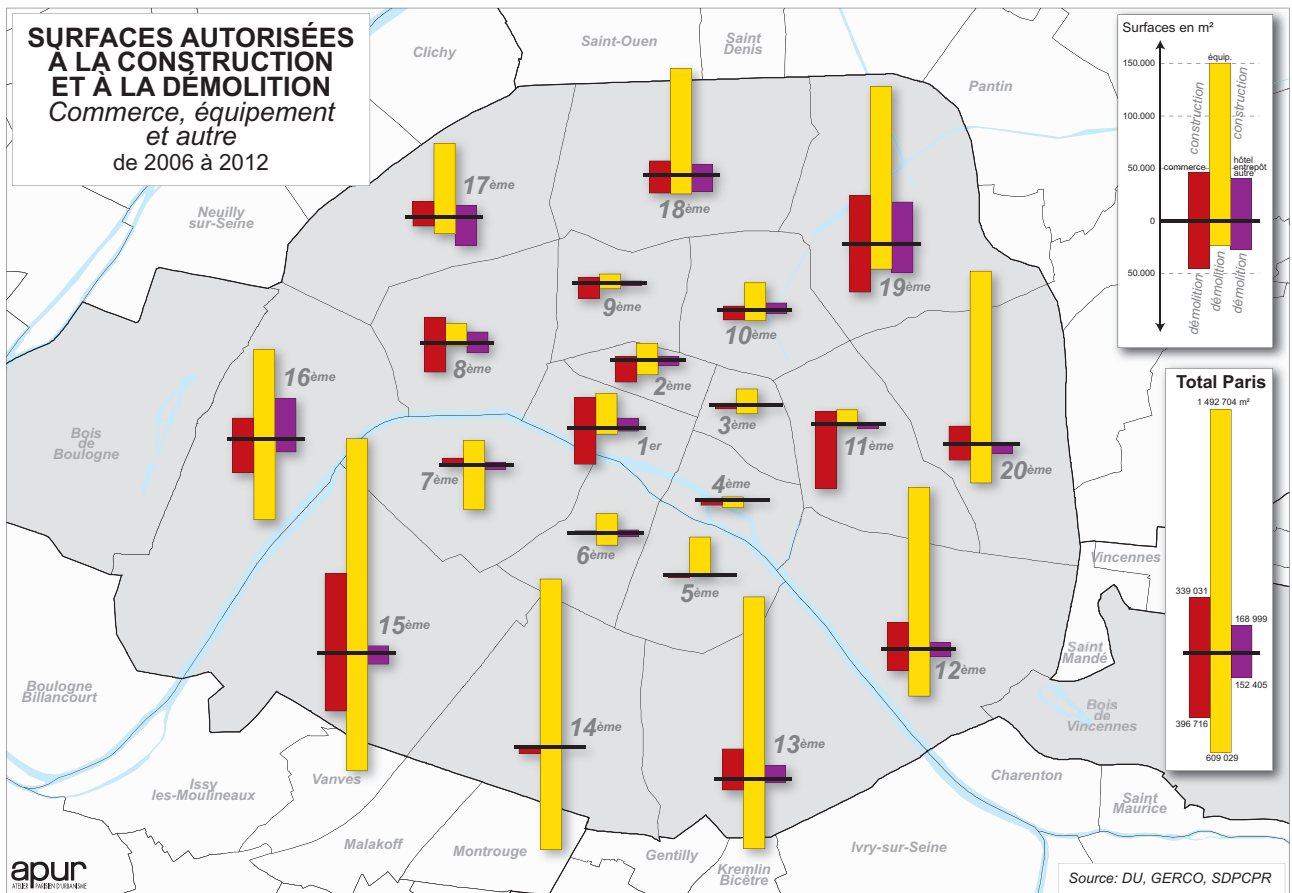 SURFACES AUTORISÉES
À LA CONSTRUCTION
ET À LA DÉMOLITION
Commerce, équipement
et autre
de 2006 à 2012
Clichy
Saint-Ouen
Saint
Denis
Pantin
Neuilly
sur-Seine
Bois
de
Boulogne
Boulogne
Billancourt
Issy
les-Moulineaux
Vanves
Malakoff
Montrouge
Gentilly
Kremlin
Bicêtre
Ivry-sur-Seine
Charenton
Saint
Maurice
Bois
de
Vincennes
Saint
Mandé
Vincennes
17ème
18ème
19ème
9ème
10ème
8ème
2ème
16ème
3ème
1er
11ème
20ème
7ème
4ème
6ème
5ème
15ème
12ème
14ème
13ème
Surfaces en m²
équip.
150.000
100.000
50.000
0
50.000
construction
construction
commerce
hôtel
entrepôt
autre
démolition
démolition
démolition
Total Paris
1 492 704 m²
339 031
168 999
152 405
396 716
609 029
apur
ATELIER PARISIEN D'URBANISME
Source: DU, GERCO, SDPCPR